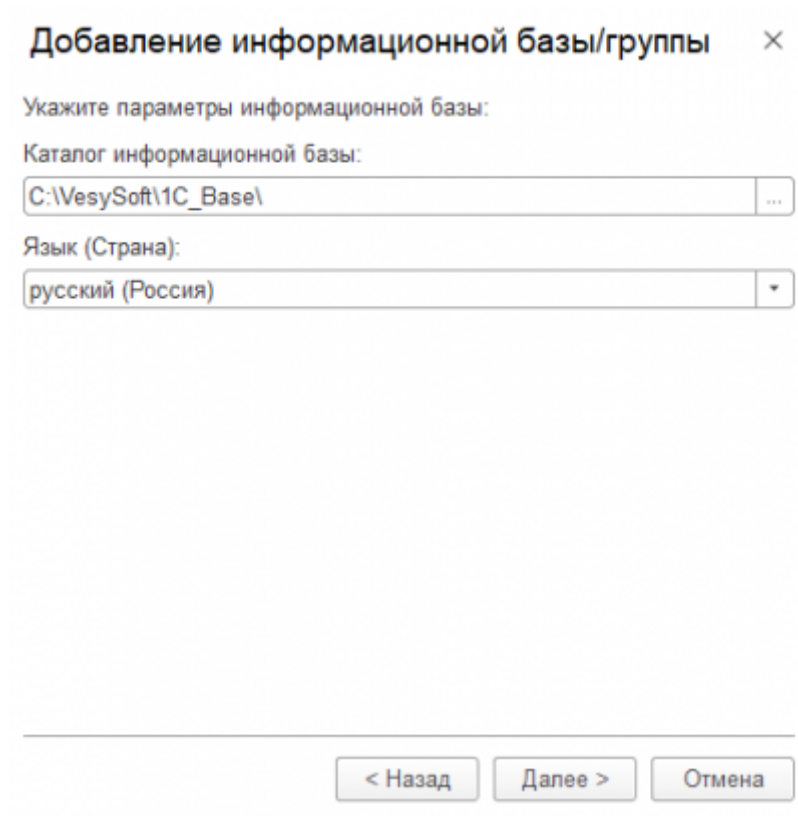 Добавление информационной базы/группы
Укажите параметры информационной базы:
Каталог информационной базы:
C:\VesySoft\1C_Base\
...
Язык (Страна):
русский (Россия)
< Назад
Далее >
Отмена